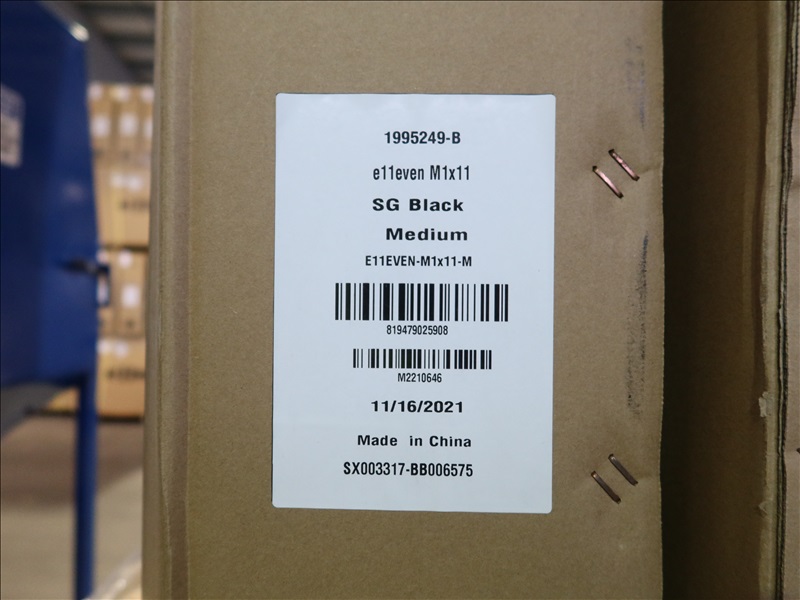 1995249-B
e11even M1x11
SG Black
Medium
E11EVEN-M1x11-M
819479025908
M2210646
11/16/2021
Made in China
SX003317-BB006575